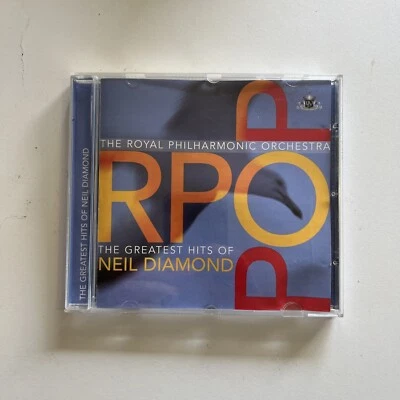 THE GREATEST HITS OF NEIL DIAMOND
THE ROYAL PHILHARMONIC ORCHESTRA
RPO
POP
THE GREATEST HITS OF
NEIL DIAMOND